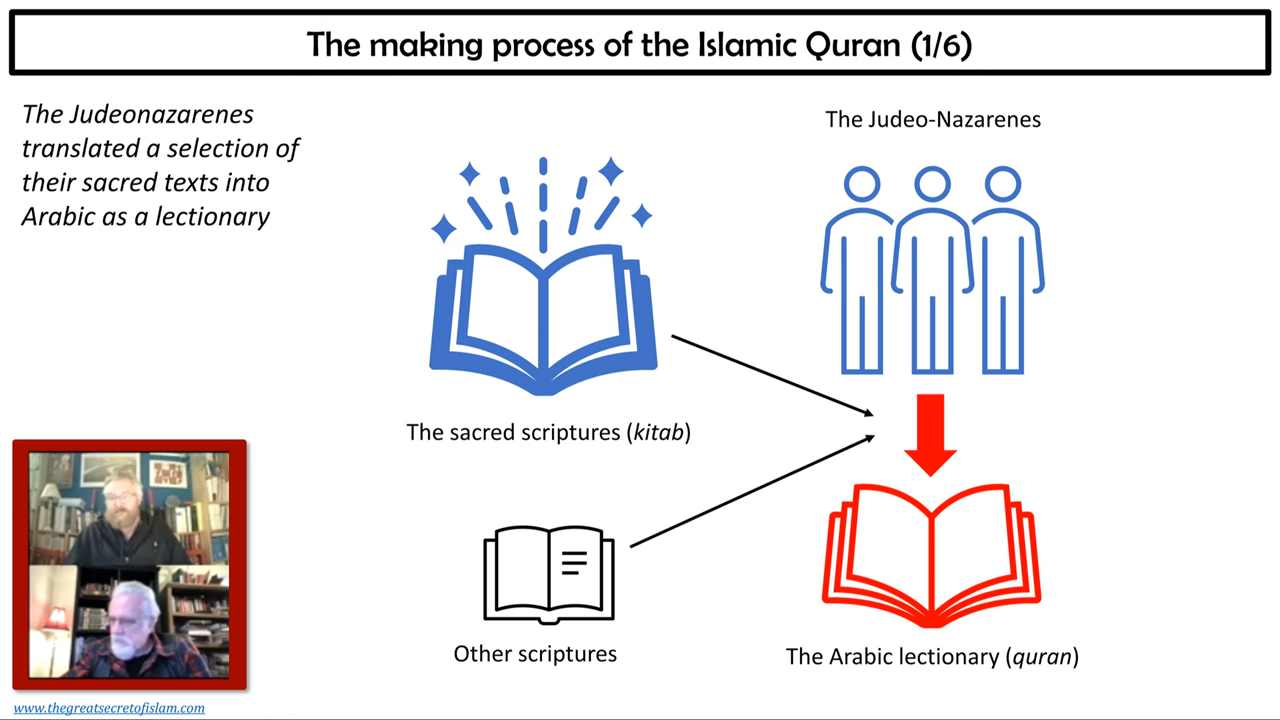 The making process of the Islamic Quran (1/6)
The Judeonazarenes
translated a selection of
their sacred texts into
Arabic as a lectionary
The Judeo-Nazarenes
The sacred scriptures (kitab)
Other scriptures
The Arabic lectionary (quran)
www.thegreatsecretofislam.com